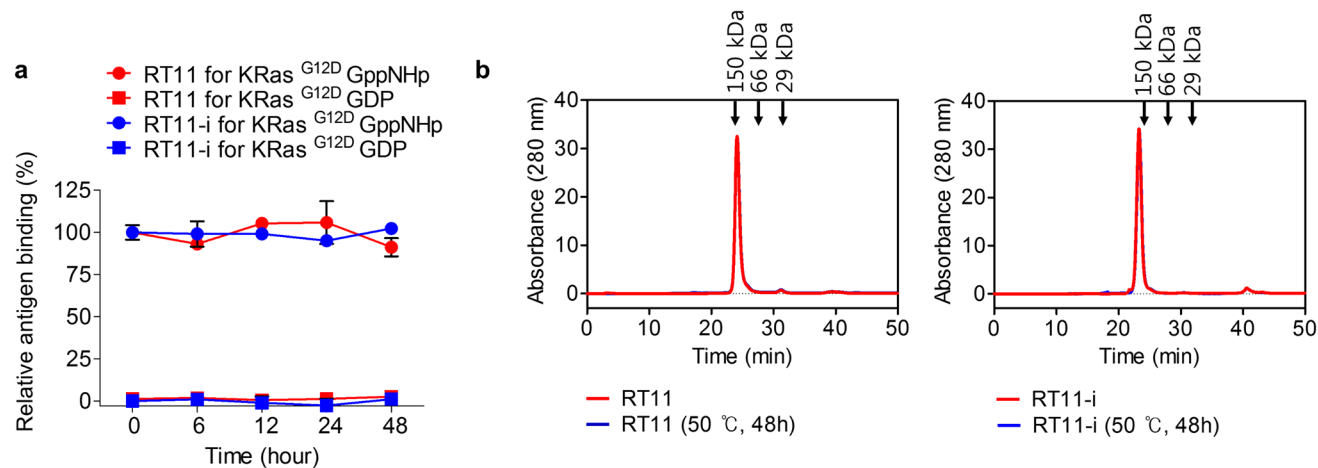 a
RT11 for KRas G12D GppNHp
RT11 for KRas G12D GDP
RT11-i for KRas G12D GppNHp
RT11-i for KRas G12D GDP
Relative antigen binding (%)
125
100
75
50
25
0
0 6 12 24 48
Time (hour)
b
150 kDa
66 kDa
29 kDa
Absorbance (280 nm)
40
30
20
10
0
0 10 20 30 40 50
Time (min)
RT11
RT11 (50 ℃, 48h)
150 kDa
66 kDa
29 kDa
Absorbance (280 nm)
40
30
20
10
0
0 10 20 30 40 50
Time (min)
RT11-i
RT11-i (50 ℃, 48h)